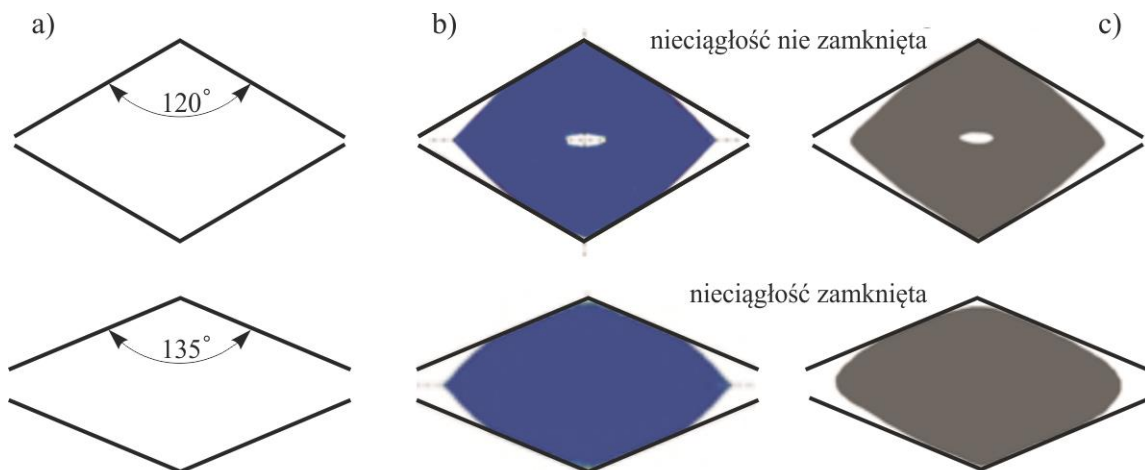 a)
b)
nieciągłość nie zamknięta
c)
120°
nieciągłość zamknięta
135°